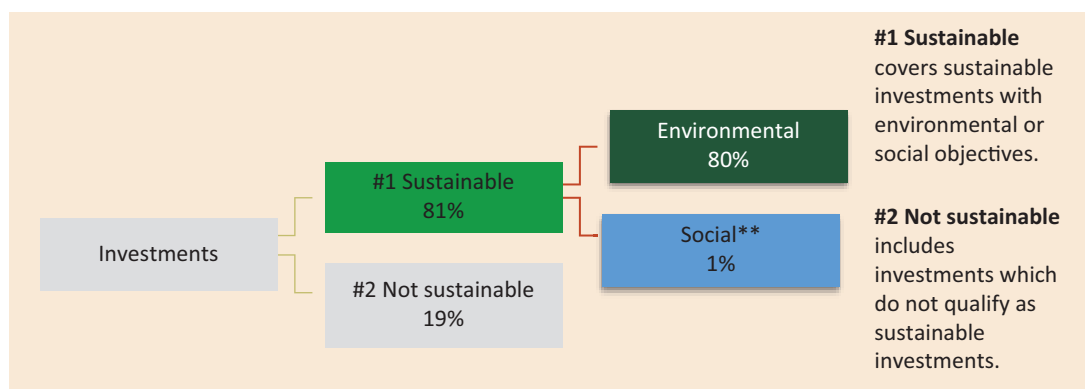 Investments
#1 Sustainable
81%
#2 Not sustainable
19%
Environmental
80%
Social**
1%
#1 Sustainable
covers sustainable
investments with
environmental or
social objectives.
#2 Not sustainable
includes
investments which
do not qualify as
sustainable
investments.